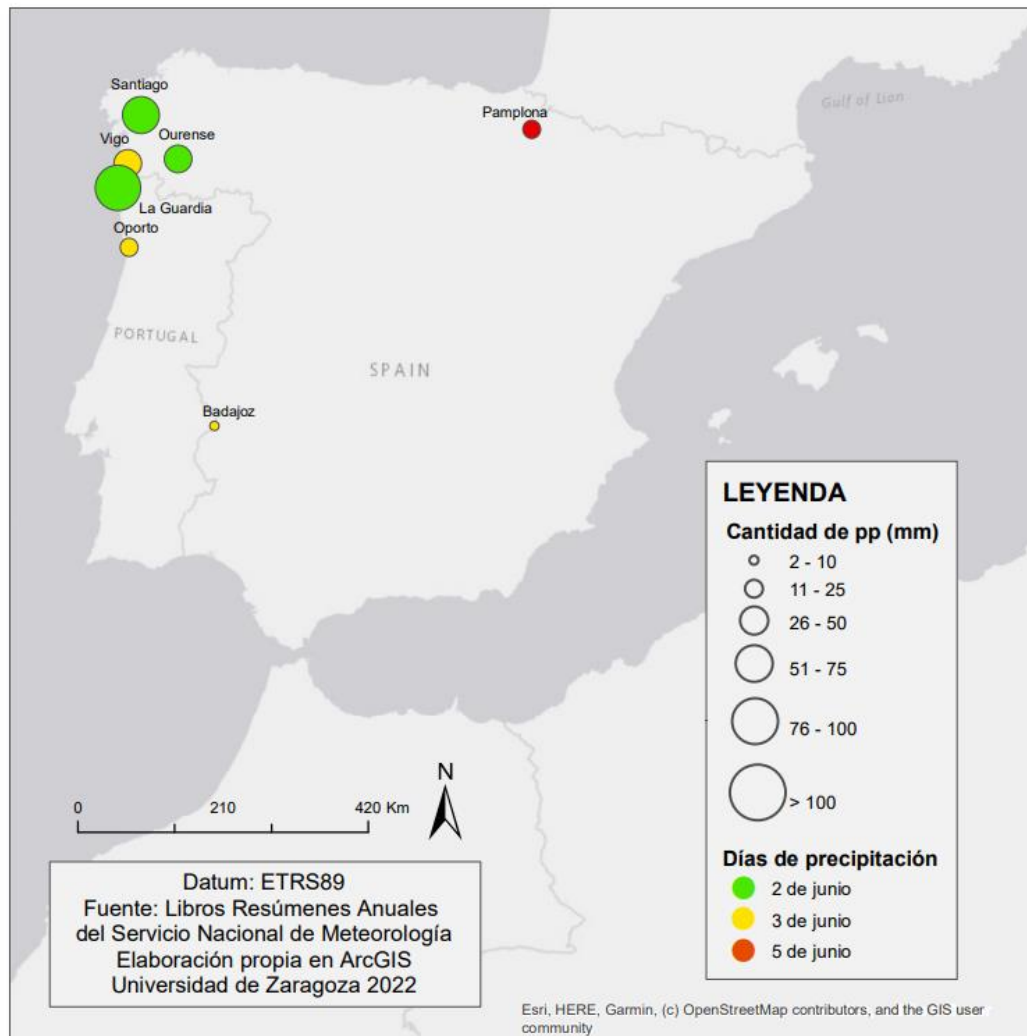 Gulf of Lion
Santiago
Pamplona
Vigo
Ourense
La Guardia
Oporto
PORTUGAL
SPAIN
Badajoz
LEYENDA
Cantidad de pp (mm)
2 - 10
11 - 25
26 - 50
51 - 75
76 - 100
> 100
Días de precipitación
2 de junio
3 de junio
5 de junio
N
0 210 420 Km
Datum: ETRS89
Fuente: Libros Resúmenes Anuales
del Servicio Nacional de Meteorología
Elaboración propia en ArcGIS
Universidad de Zaragoza 2022
Esri, HERE, Garmin, (c) OpenStreetMap contributors, and the GIS user
community